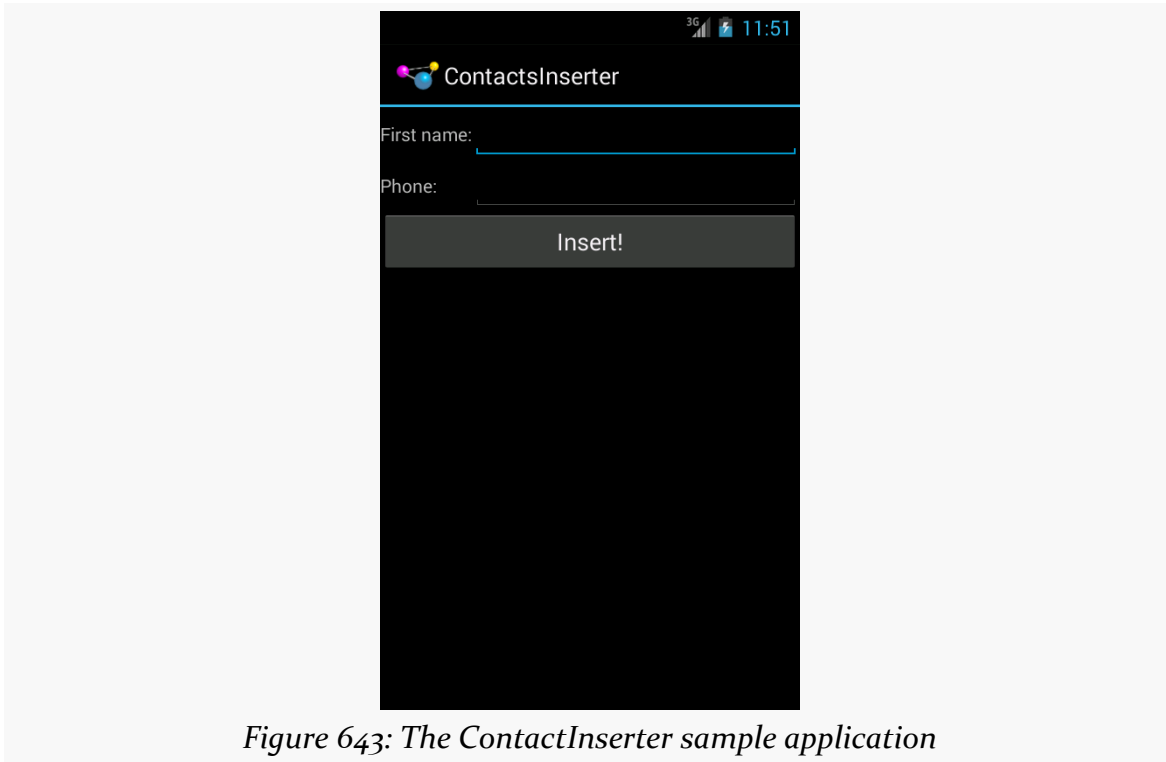 3G 11:51
ContactsInserter
First name:
Phone:
Insert!
Figure 643: The ContactInserter sample application